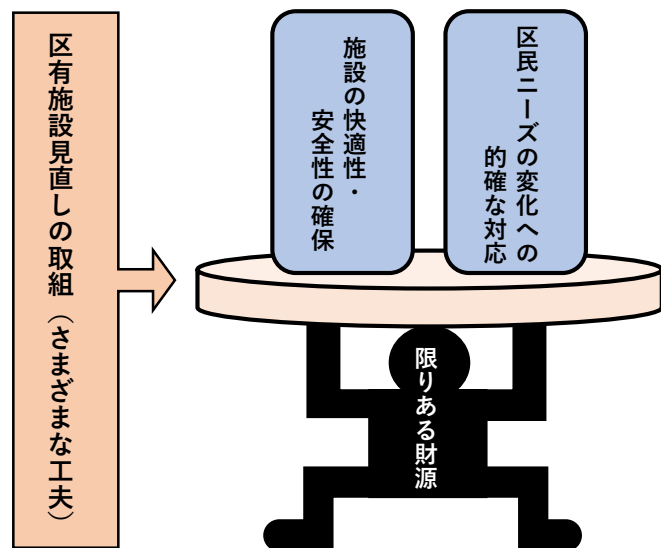 区有施設見直しの取組（さまざまな工夫）
施設の快適性・
安全性の確保
区民ニーズの変化への
的確な対応
限りある財源